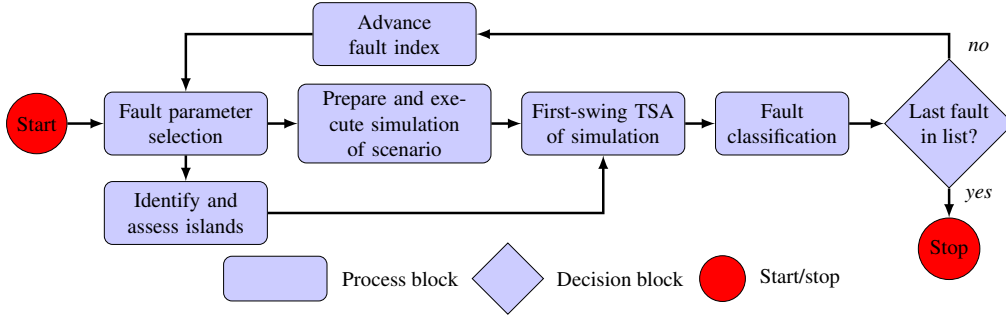 Advance
fault index
no
Start
Fault parameter
selection
Prepare and exe-
cute simulation
of scenario
First-swing TSA
of simulation
Fault
classification
Last fault
in list?
yes
Identify and
assess islands
Stop
Process block
Decision block
Start/stop